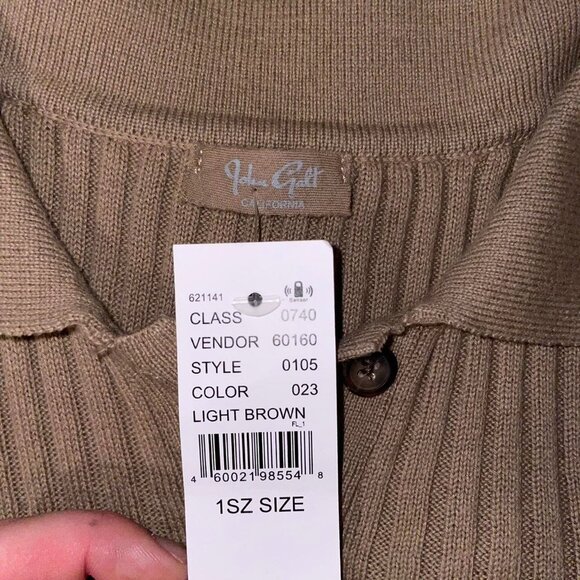 John Galt
CALIFORNIA
621141
Sensor
CLASS 0740
VENDOR 60160
STYLE 0105
COLOR 023
LIGHT BROWN
FL_1
4 60021 98554 8
1SZ SIZE